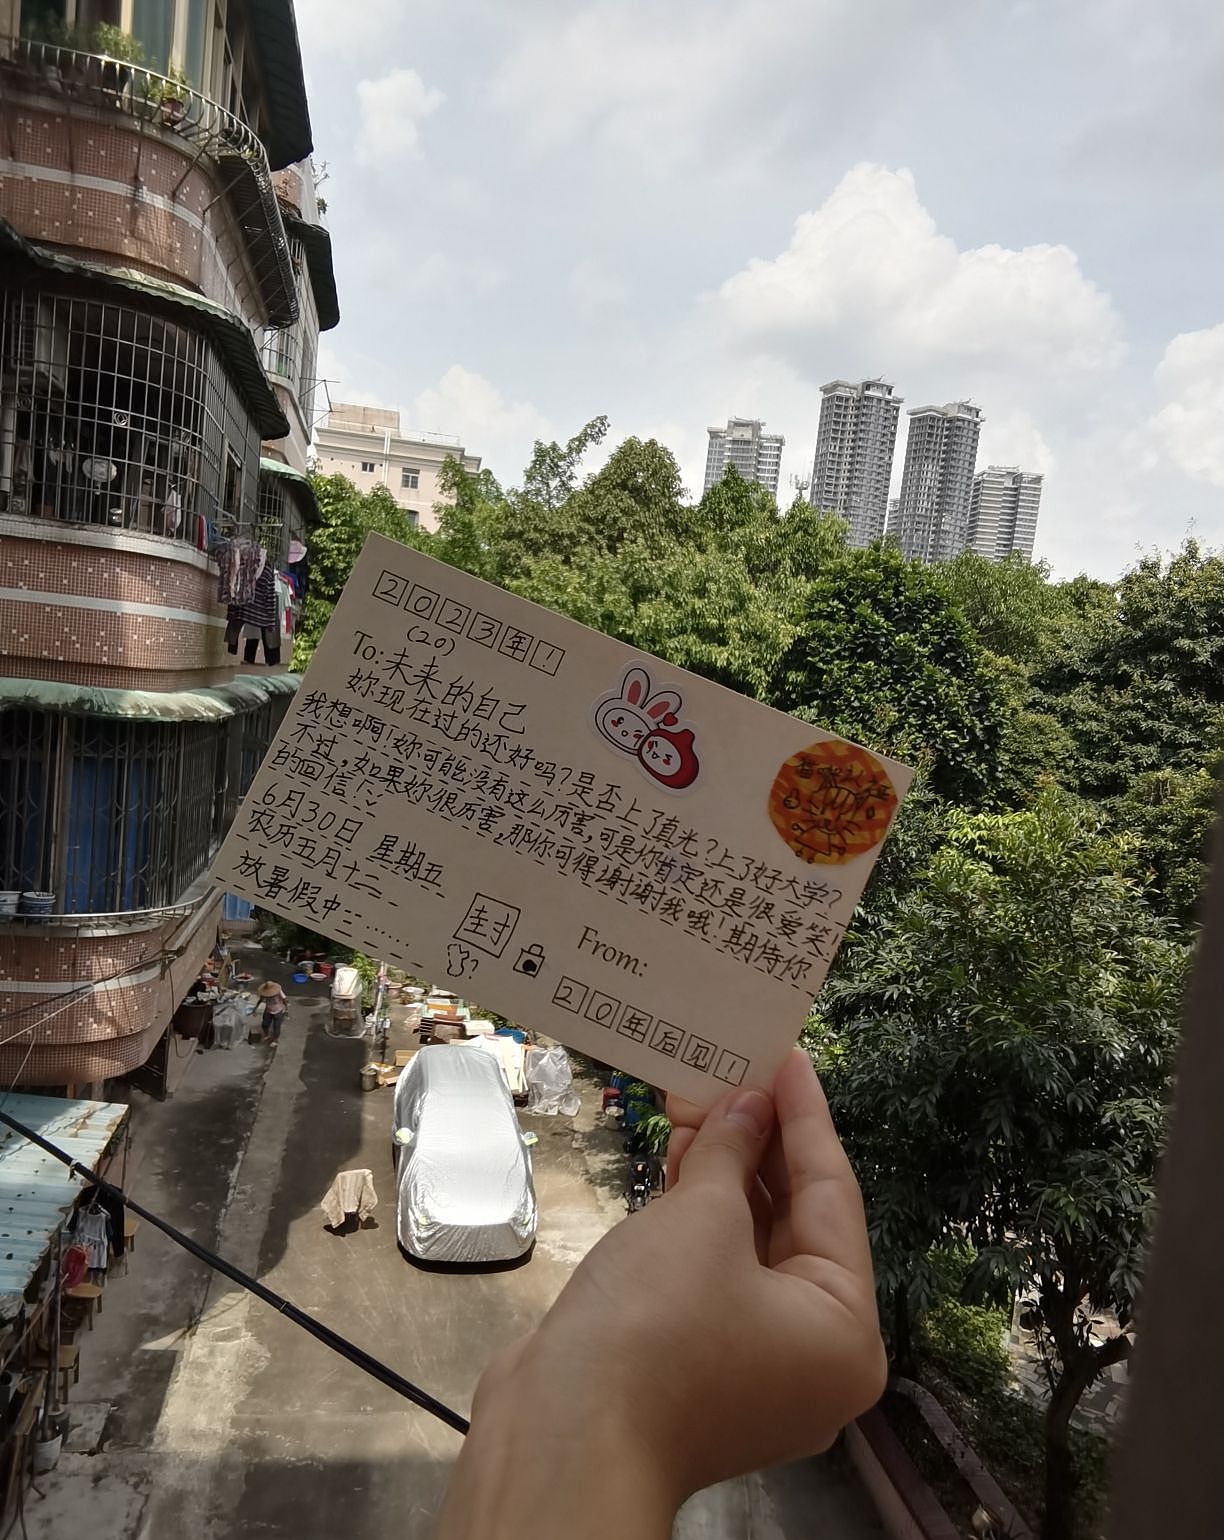 2023年!
(20)
To:未来的自己
妳现在过的还好吗?是否上了真光?上了好大学?
我想啊!妳可能没有这么厉害,可是你肯定还是很爱笑!
不过,如果妳很厉害,那你可得谢谢我哦!期待你
的回信!
6月30日 星期五
农历五月十三
放暑假中......
封
From:
20年后见!